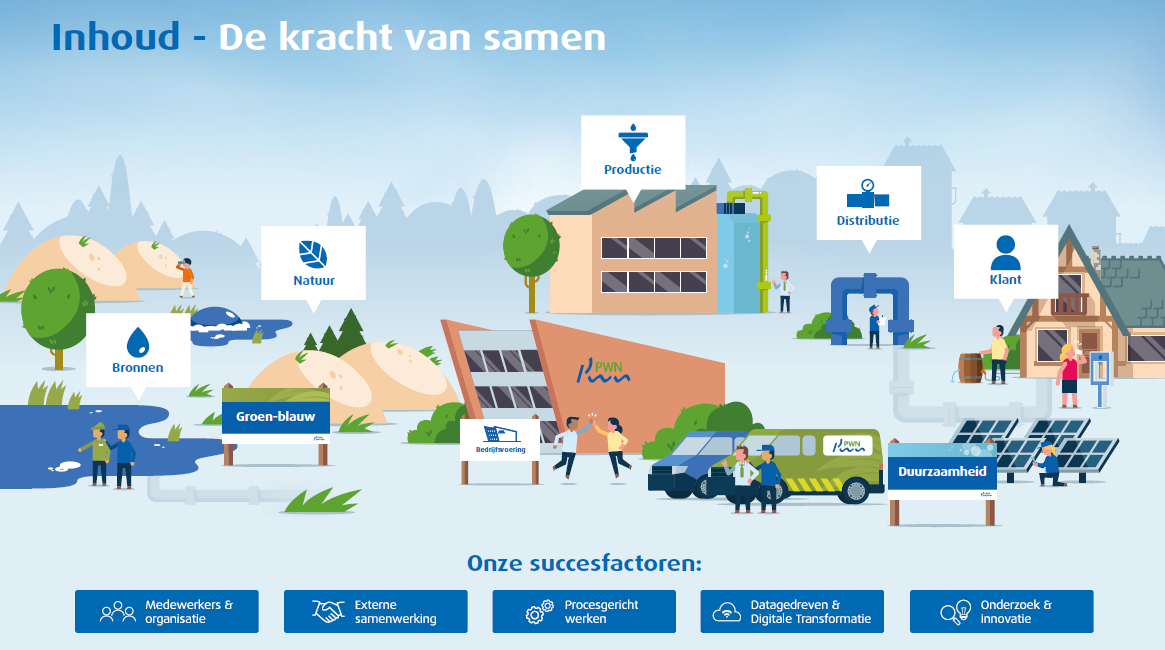 Inhoud - De kracht van samen
Productie
Distributie
Natuur
Klant
Bronnen
PWN
Groen-blauw
Bedrijfsvoering
PWN
Duurzaamheid
Onze succesfactoren:
Medewerkers &
organisatie
Externe
samenwerking
Procesgericht
werken
Datagedreven &
Digitale Transformatie
Onderzoek &
innovatie